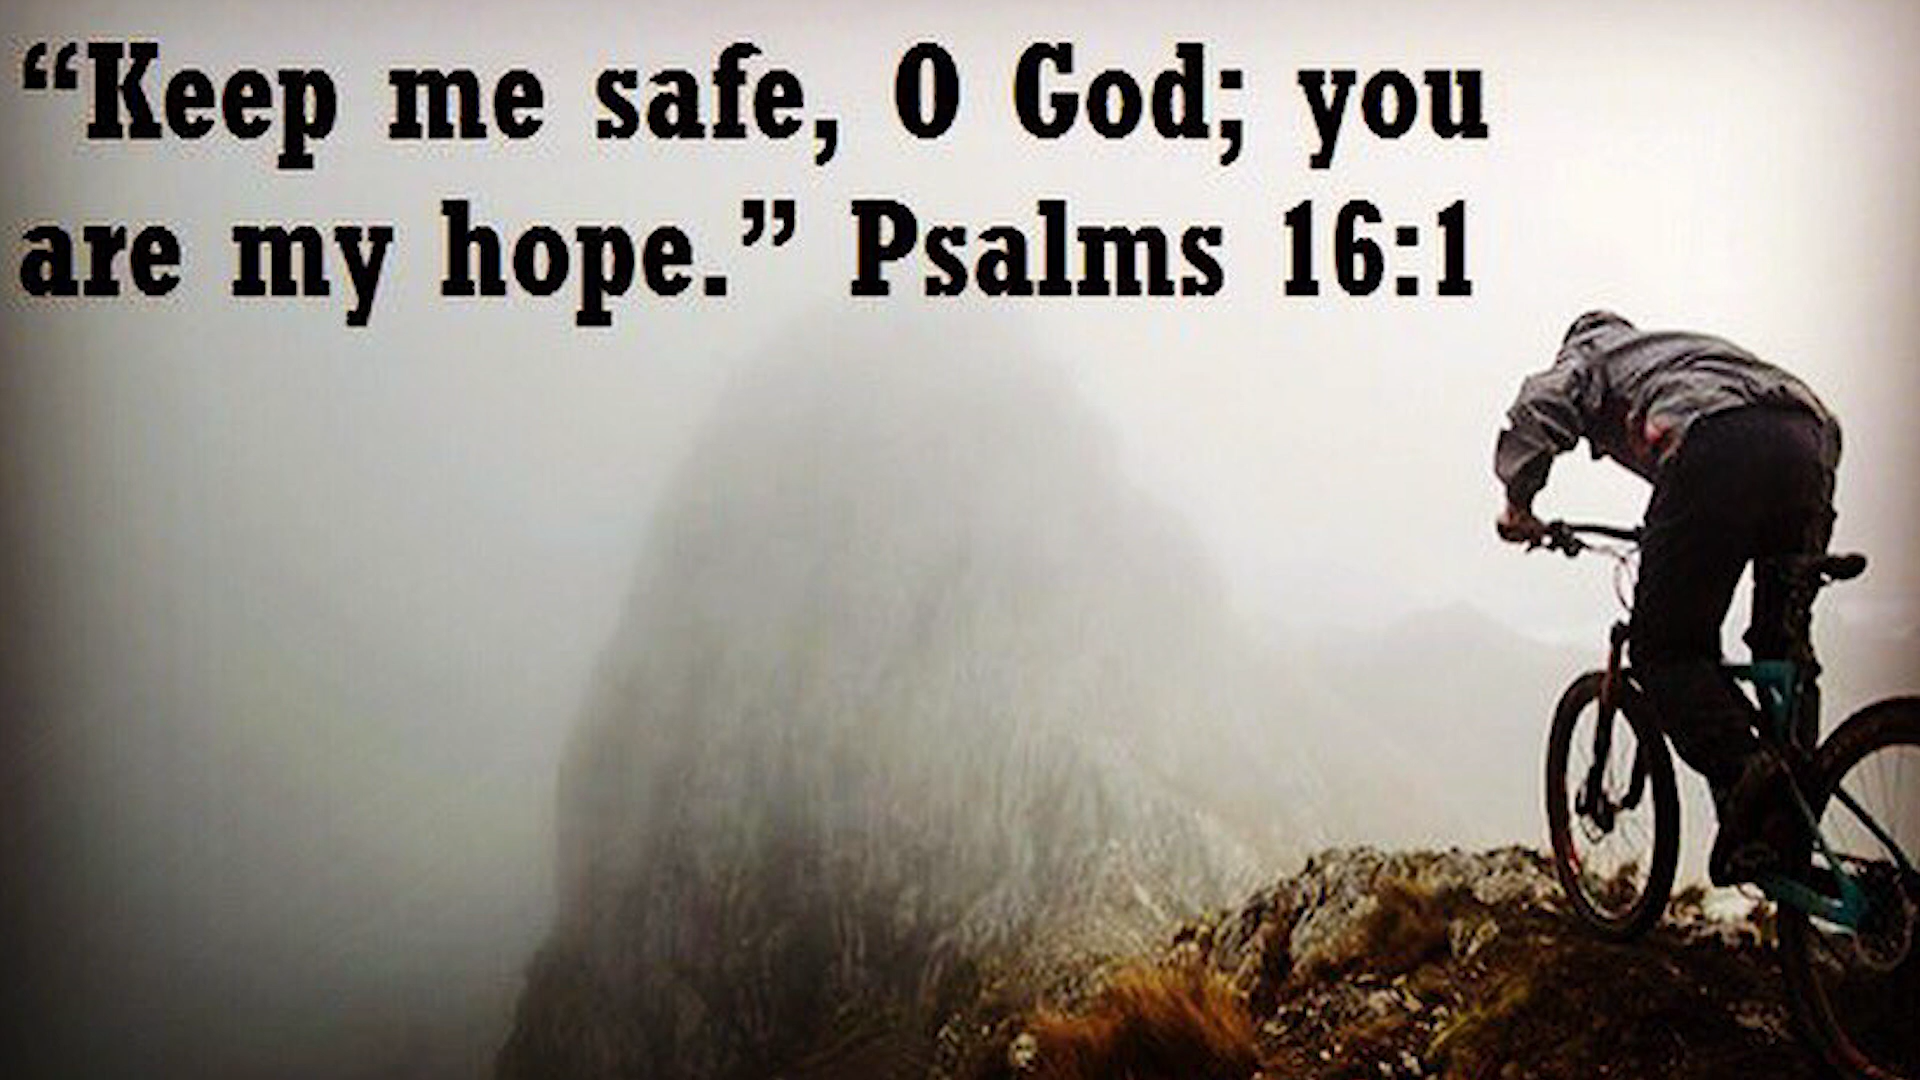 “Keep me safe, O God; you
are my hope.” Psalms 16:1